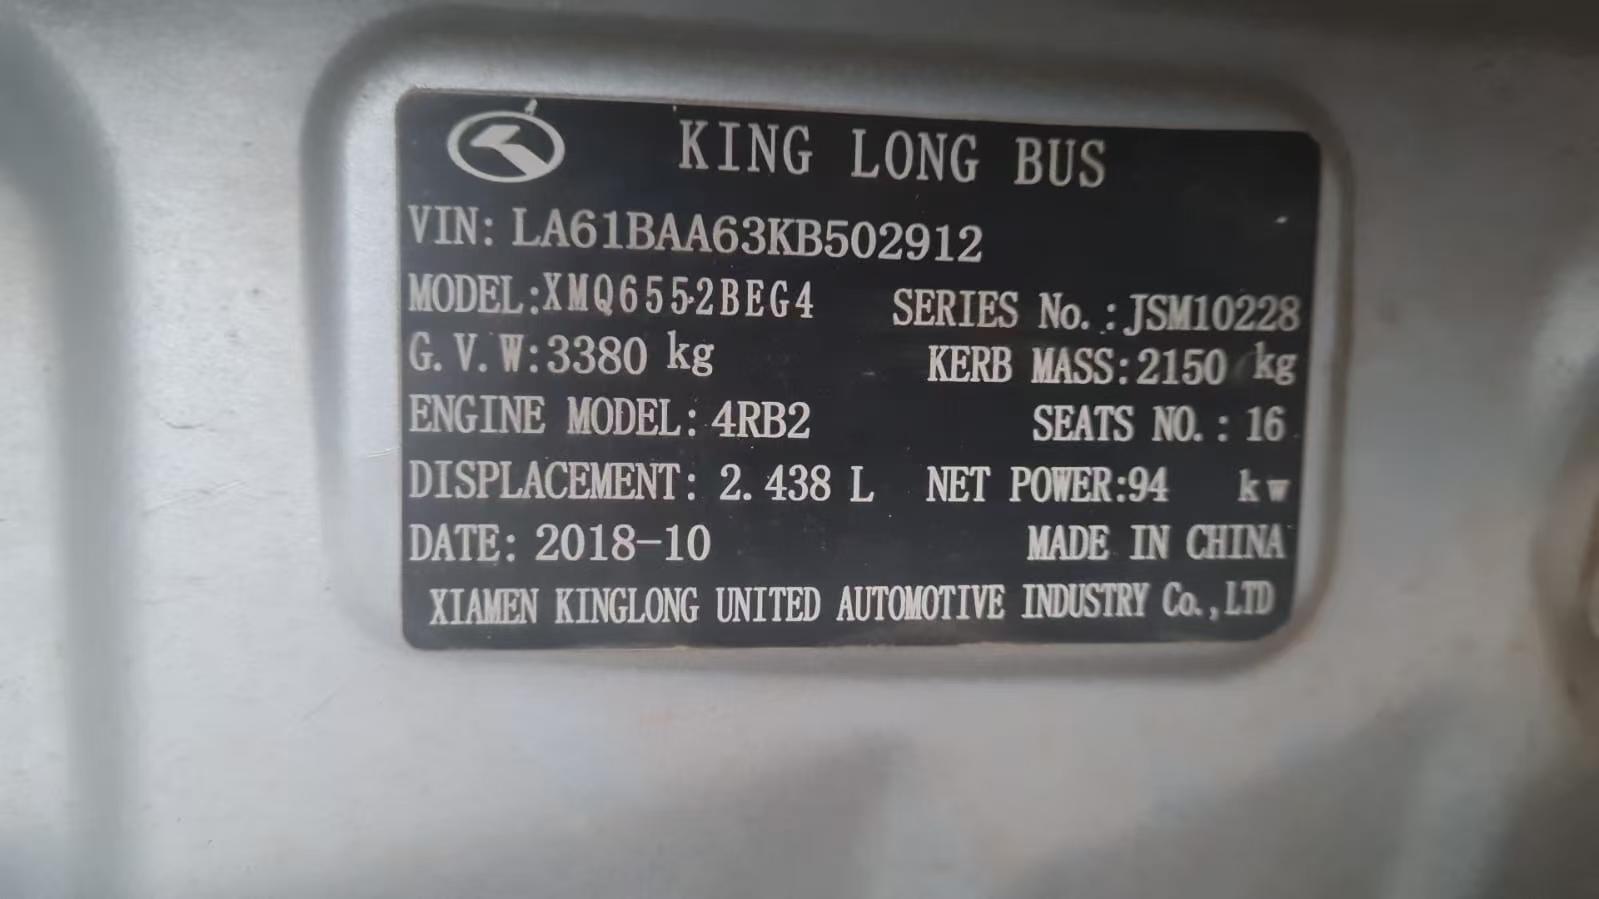 KING LONG BUS
VIN: LA61BAA63KB502912
MODEL:XMQ6552BEG4 SERIES No.:JSM10228
G.V.W:3380 kg KERB MASS:2150 kg
ENGINE MODEL: 4RB2 SEATS NO.: 16
DISPLACEMENT: 2.438 L NET POWER:94 kw
DATE: 2018-10 MADE IN CHINA
XIAMEN KINGLONG UNITED AUTOMOTIVE INDUSTRY Co.,LTD